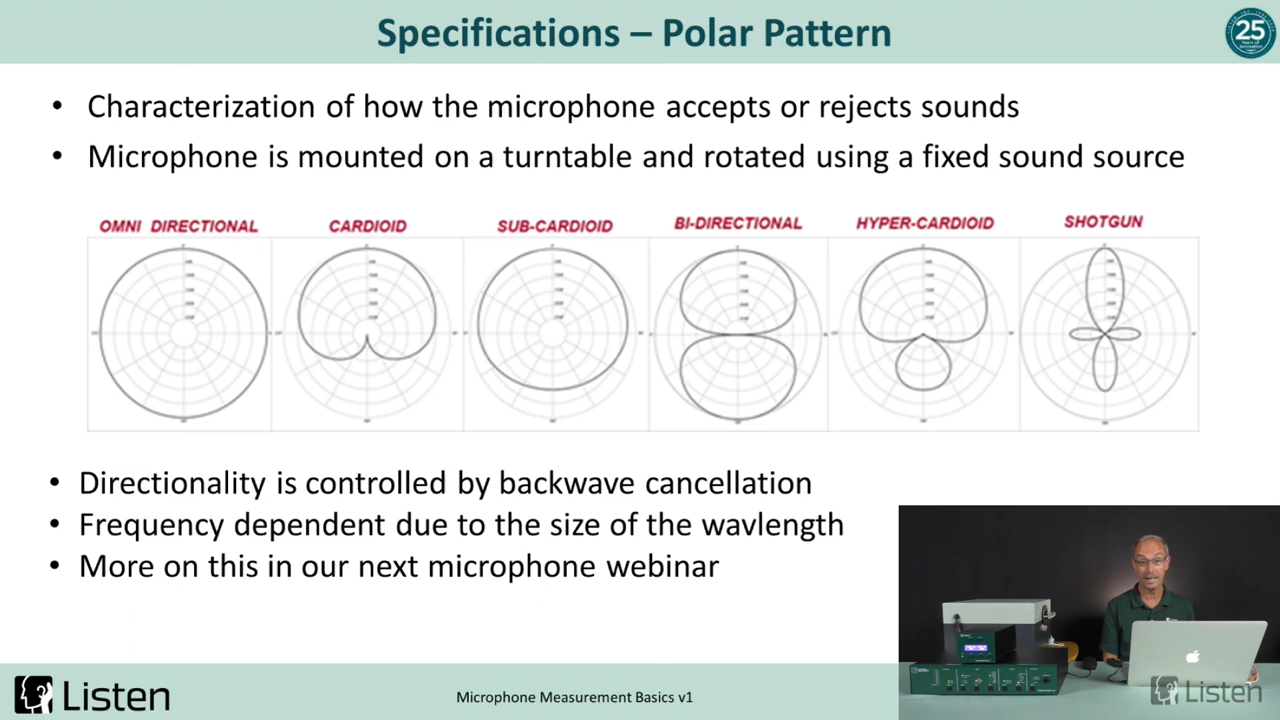 Specifications – Polar Pattern
25
Years of
Innovation
• Characterization of how the microphone accepts or rejects sounds
• Microphone is mounted on a turntable and rotated using a fixed sound source
OMNI DIRECTIONAL
CARDIOID
SUB-CARDIOID
BI-DIRECTIONAL
HYPER-CARDIOID
SHOTGUN
• Directionality is controlled by backwave cancellation
• Frequency dependent due to the size of the wavlength
• More on this in our next microphone webinar
Listen
Microphone Measurement Basics v1
Listen